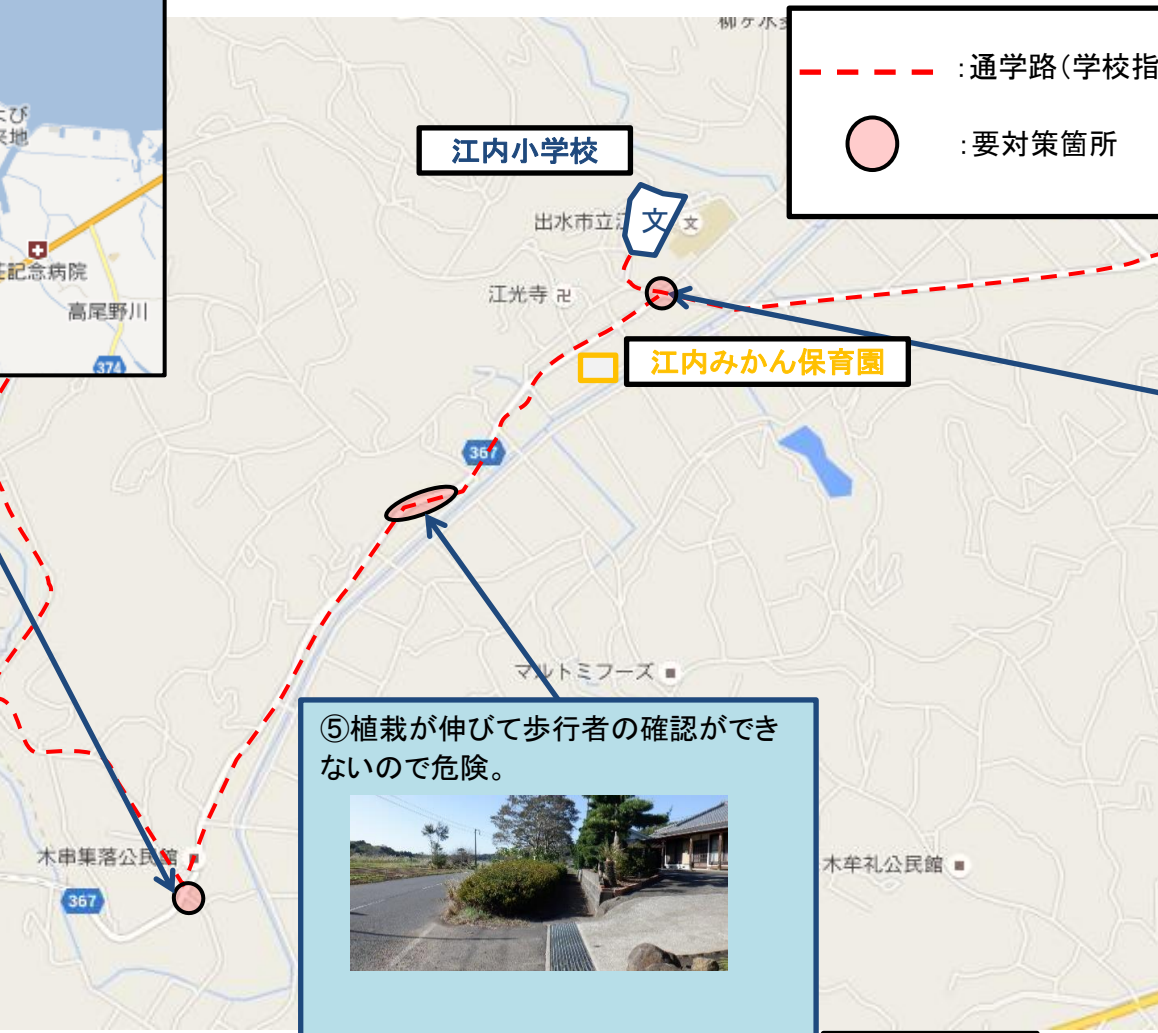 柳ヶ水
：通学路（学校指
江内小学校
：要対策箇所
出水市立江
文
文
記念病院
江光寺
高尾野川
江内みかん保育園
374
367
マルトミフーズ
⑤植栽が伸びて歩行者の確認ができ
ないので危険。
木串集落公民館
木牟礼公民館
367